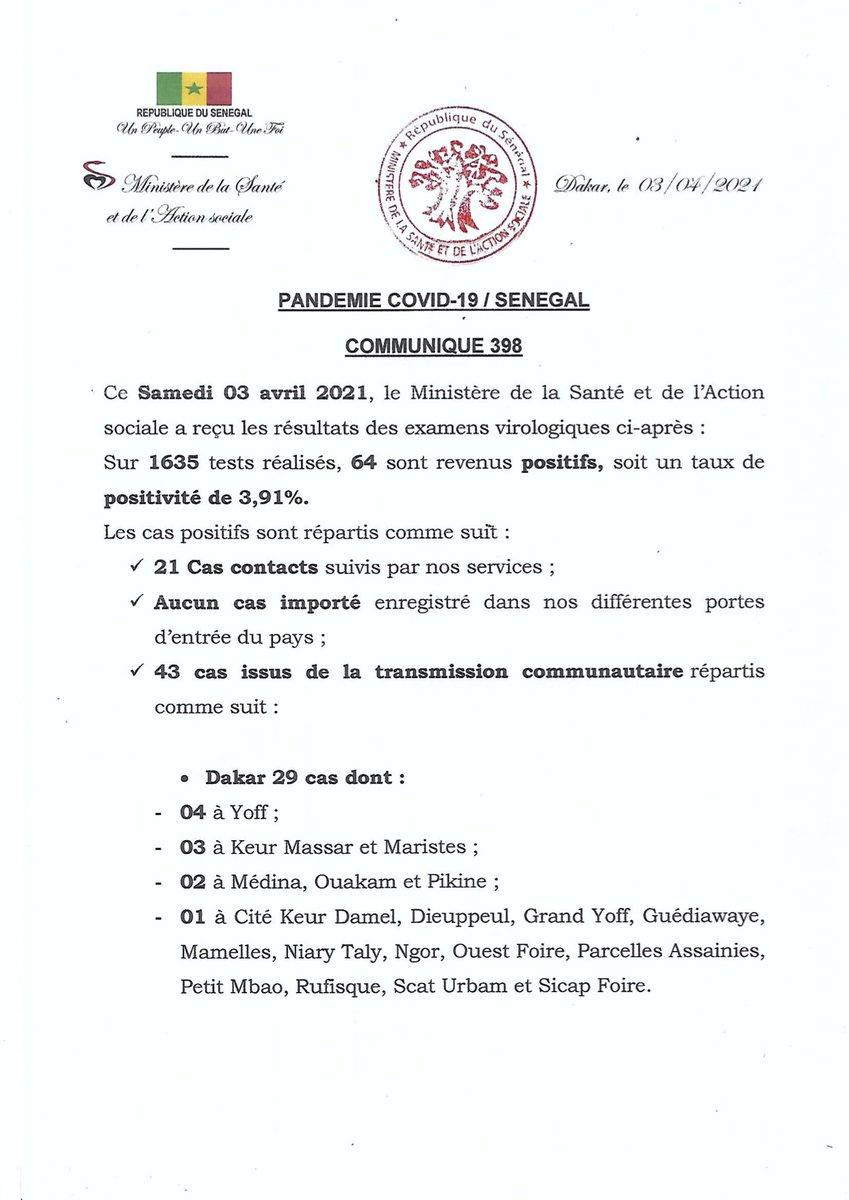 REPUBLIQUE DU SENEGAL
Un Peuple-Un But-Une Foi
Ministère de la Santé
et de l'Action sociale
★ République du Sénégal ★
MINISTERE DE LA SANTE ET DE L'ACTION SOCIALE
Dakar, le 03/04/2021
PANDEMIE COVID-19 / SENEGAL
COMMUNIQUE 398
Ce Samedi 03 avril 2021, le Ministère de la Santé et de l'Action
sociale a reçu les résultats des examens virologiques ci-après :
Sur 1635 tests réalisés, 64 sont revenus positifs, soit un taux de
positivité de 3,91%.
Les cas positifs sont répartis comme suit :
✓ 21 Cas contacts suivis par nos services ;
✓ Aucun cas importé enregistré dans nos différentes portes
d'entrée du pays ;
✓ 43 cas issus de la transmission communautaire répartis
comme suit :
• Dakar 29 cas dont :
- 04 à Yoff ;
- 03 à Keur Massar et Maristes ;
- 02 à Médina, Ouakam et Pikine ;
- 01 à Cité Keur Damel, Dieuppeul, Grand Yoff, Guédiawaye,
Mamelles, Niary Taly, Ngor, Ouest Foire, Parcelles Assainies,
Petit Mbao, Rufisque, Scat Urbam et Sicap Foire.